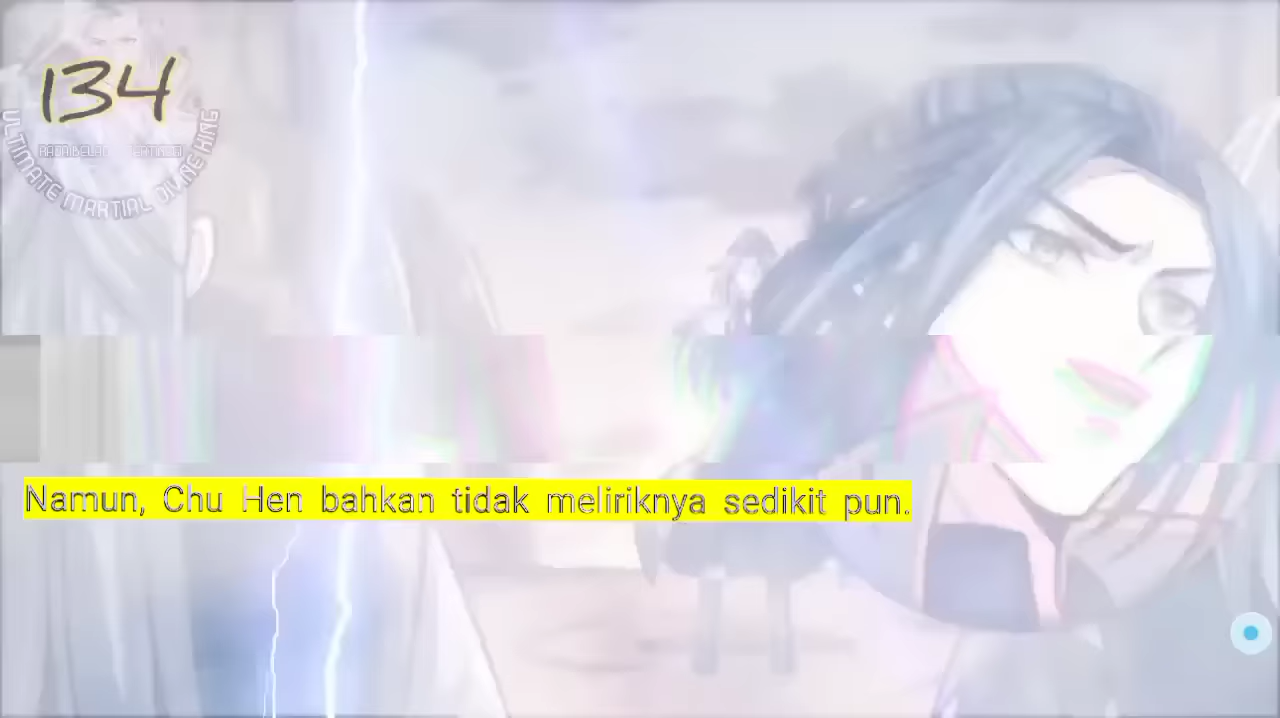 134
ULTIMATE MARTIAL DIVINE KING
Namun, Chu Hen bahkan tidak meliriknya sedikit pun.